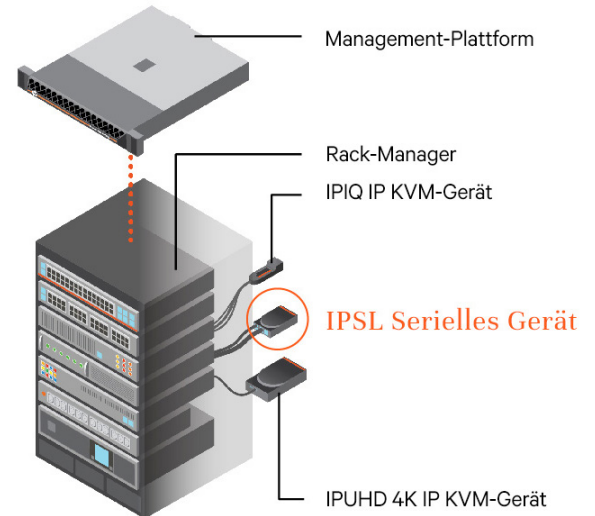 Management-Plattform
Rack-Manager
IPIQ IP KVM-Gerät
IPSL Serielles Gerät
IPUHD 4K IP KVM-Gerät